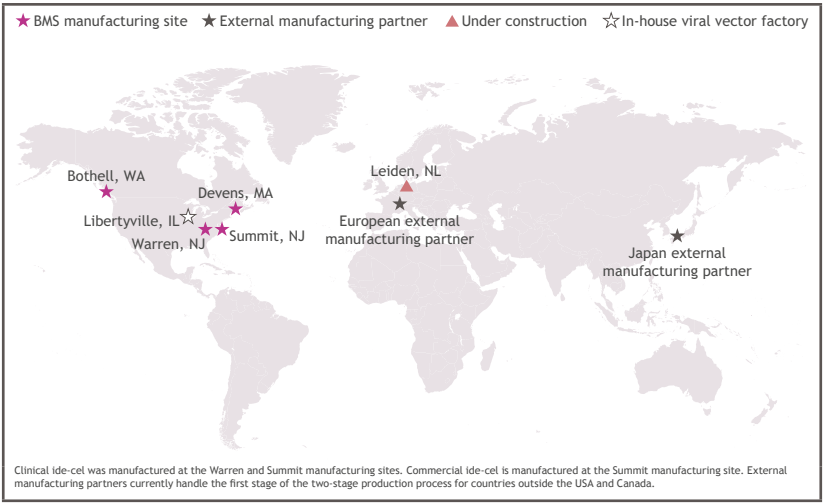 BMS manufacturing site External manufacturing partner Under construction In-house viral vector factory
Bothell, WA
Devens, MA
Libertyville, IL
Warren, NJ
Summit, NJ
Leiden, NL
European external
manufacturing partner
Japan external
manufacturing partner
Clinical ide-cel was manufactured at the Warren and Summit manufacturing sites. Commercial ide-cel is manufactured at the Summit manufacturing site. External
manufacturing partners currently handle the first stage of the two-stage production process for countries outside the USA and Canada.